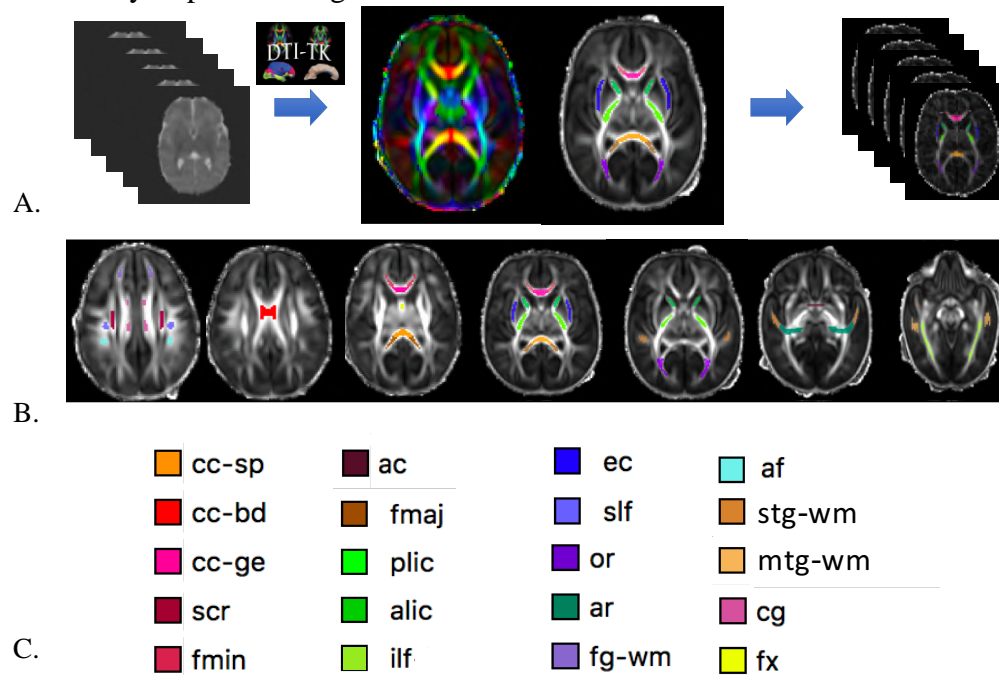 DTI-TK
A.
B.
cc-sp
cc-bd
cc-ge
scr
fmin
ac
fmaj
plic
alic
ilf
ec
slf
or
ar
fg-wm
af
stg-wm
mtg-wm
cg
fx
C.